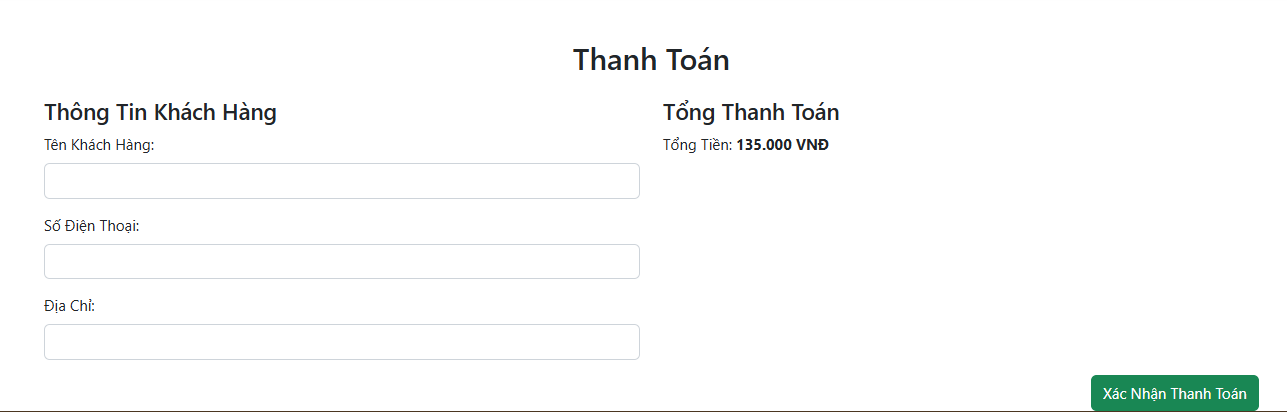 Thanh Toán
Thông Tin Khách Hàng
Tên Khách Hàng:
Số Điện Thoại:
Địa Chỉ:
Tổng Thanh Toán
Tổng Tiền: 135.000 VNĐ
Xác Nhận Thanh Toán